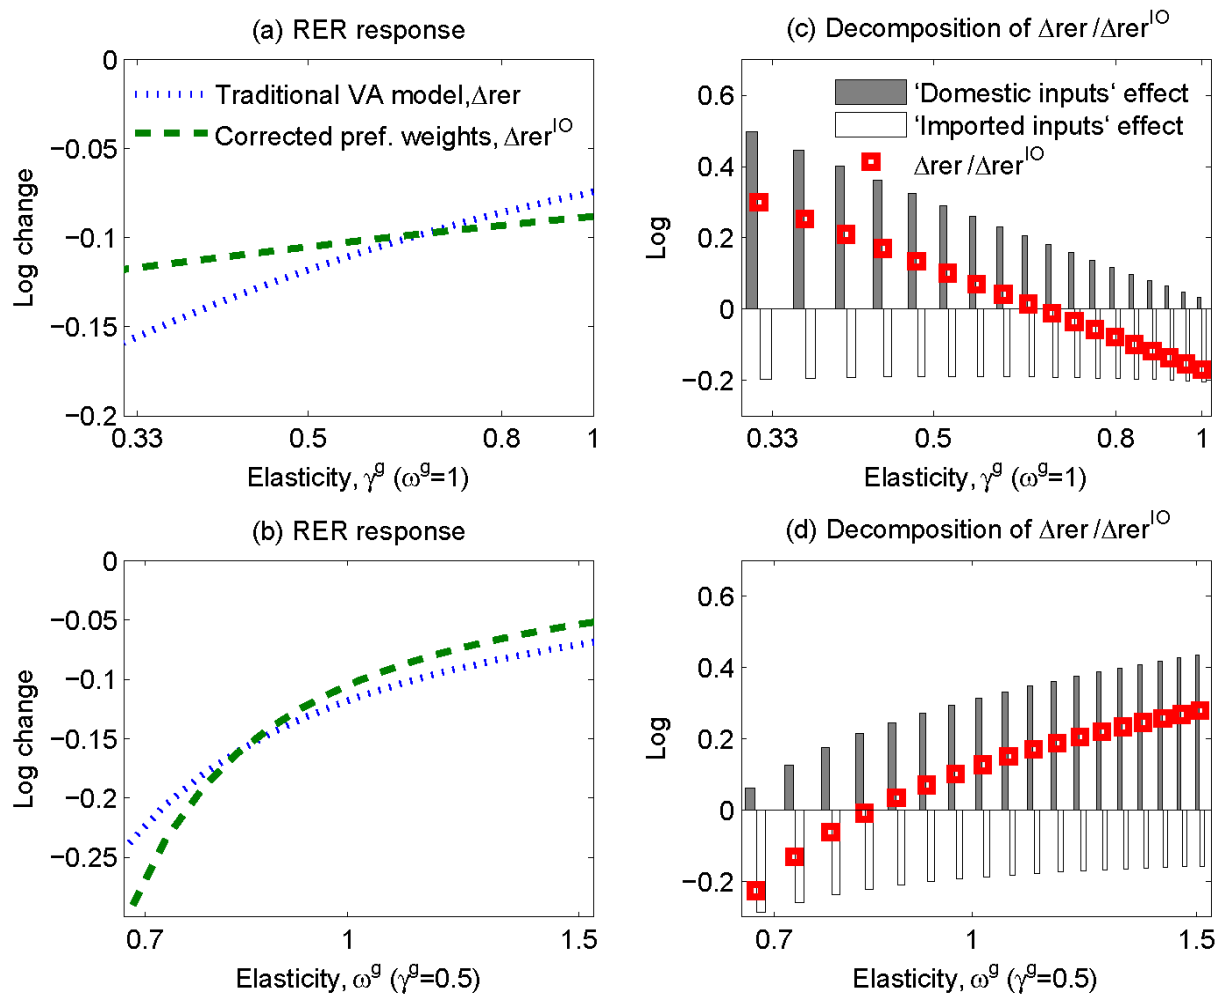 (a) RER response
0
−0.05
−0.1
−0.15
−0.2
Log change
Traditional VA model,Δrer
Corrected pref. weights, Δrer^IO
0.33 0.5 0.8 1
Elasticity, γ^g (ω^g=1)
(c) Decomposition of Δrer /Δrer^IO
0.6
0.4
0.2
0
−0.2
Log
‘Domestic inputs‘ effect
‘Imported inputs‘ effect
Δrer /Δrer^IO
0.33 0.5 0.8 1
Elasticity, γ^g (ω^g=1)
(b) RER response
0
−0.05
−0.1
−0.15
−0.2
−0.25
Log change
0.7 1 1.5
Elasticity, ω^g (γ^g=0.5)
(d) Decomposition of Δrer /Δrer^IO
0.6
0.4
0.2
0
−0.2
Log
0.7 1 1.5
Elasticity, ω^g (γ^g=0.5)